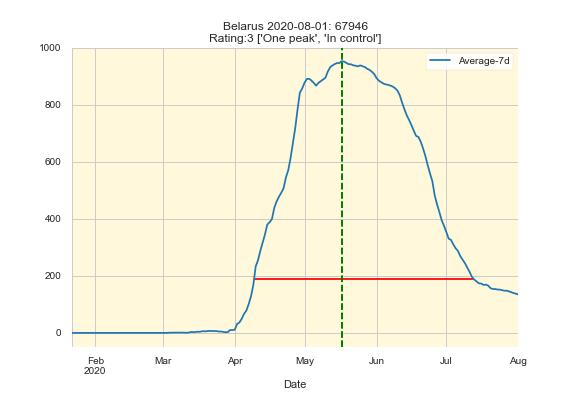 Belarus 2020-08-01: 67946
Rating:3 ['One peak', 'In control']
Average-7d
1000
800
600
400
200
0
Feb Mar Apr May Jun Jul Aug
2020
Date